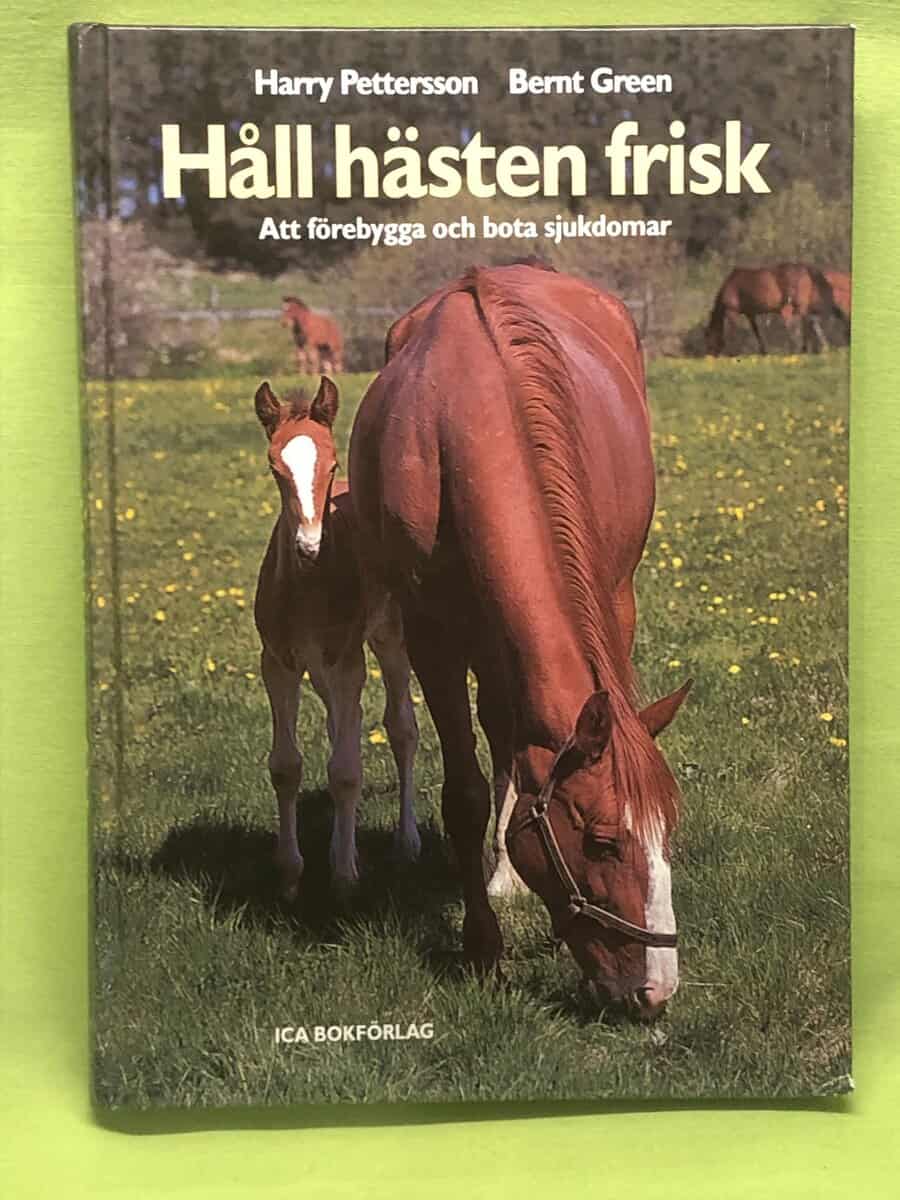 Harry Pettersson Bernt Green
Håll hästen frisk
Att förebygga och bota sjukdomar
ICA BOKFÖRLAG